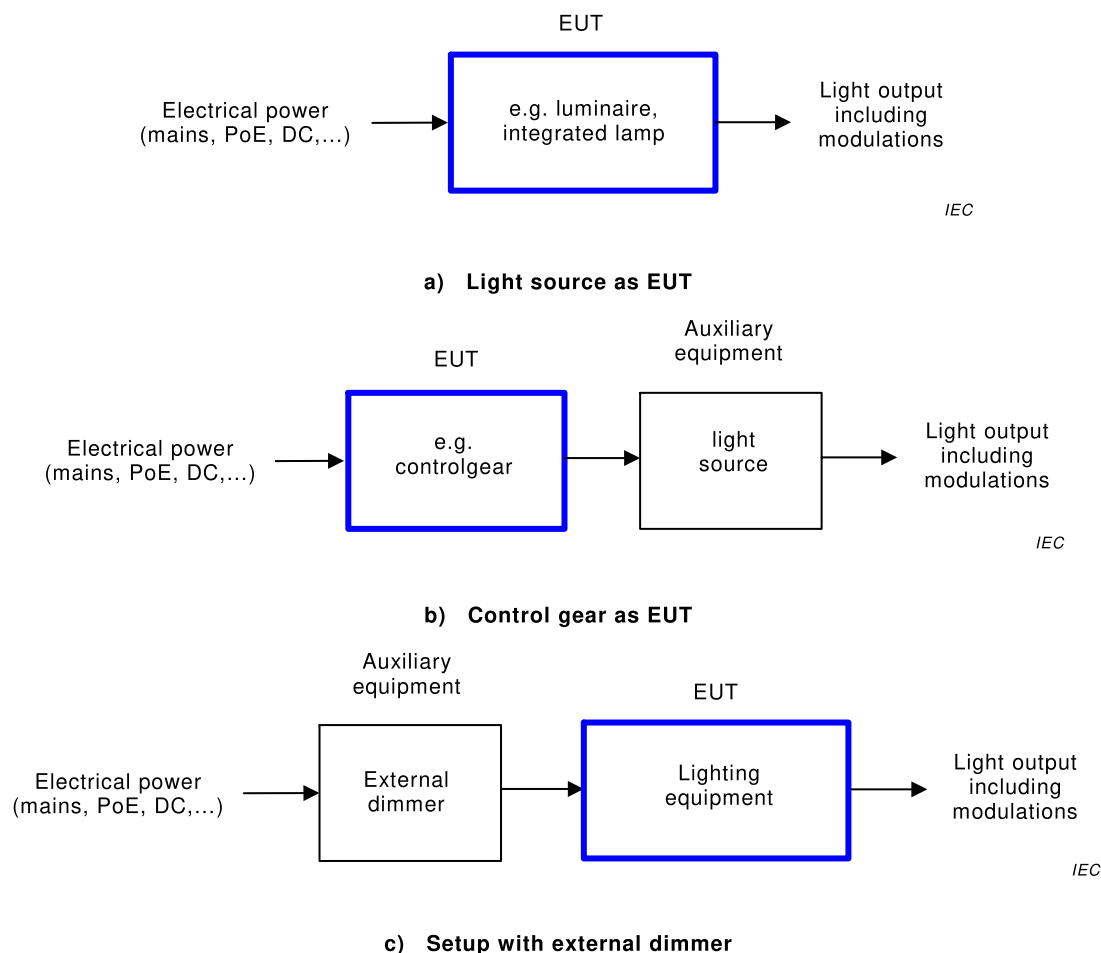 EUT
Electrical power
(mains, PoE, DC,...)
e.g. luminaire,
integrated lamp
Light output
including
modulations
IEC
a) Light source as EUT
EUT
Auxiliary
equipment
Electrical power
(mains, PoE, DC,...)
e.g.
controlgear
light
source
Light output
including
modulations
IEC
b) Control gear as EUT
Auxiliary
equipment
EUT
Electrical power
(mains, PoE, DC,...)
External
dimmer
Lighting
equipment
Light output
including
modulations
IEC
c) Setup with external dimmer